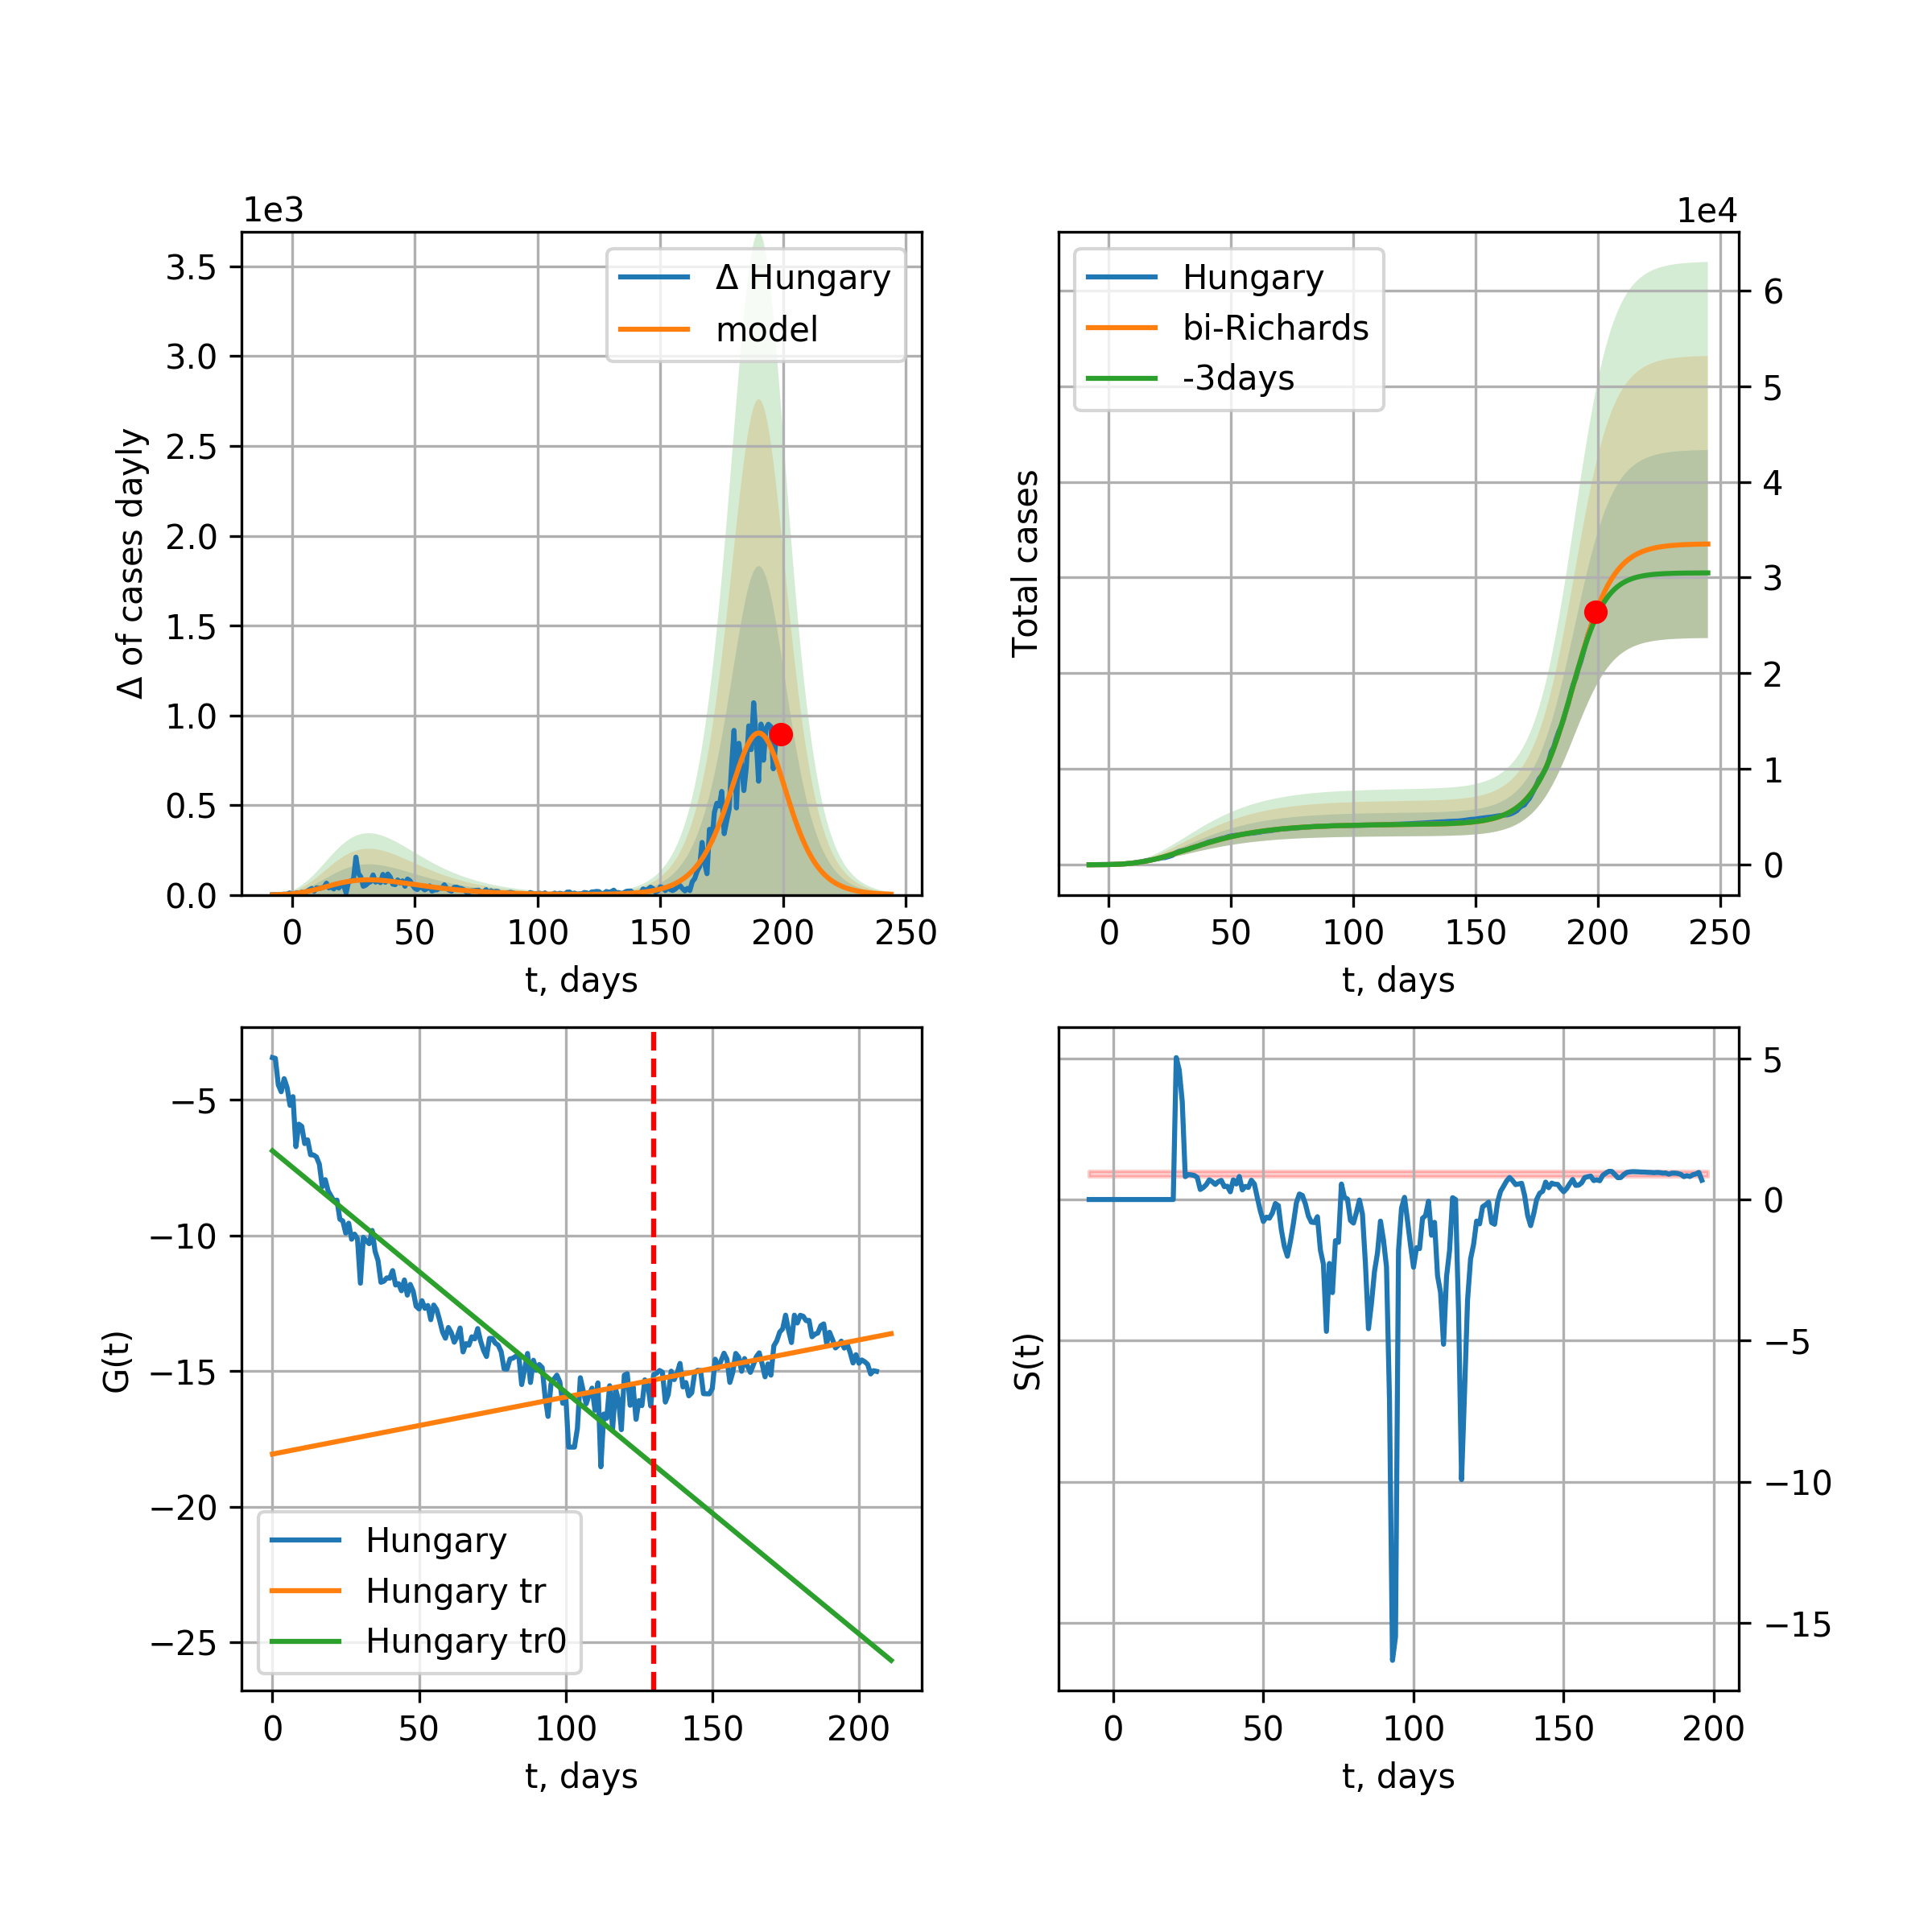 1e3
Δ of cases dayly
3.5
3.0
2.5
2.0
1.5
1.0
0.5
0.0
Δ Hungary
model
0 50 100 150 200 250
t, days
1e4
Total cases
Hungary
bi-Richards
-3days
6
5
4
3
2
1
0
0 50 100 150 200 250
t, days
G(t)
−5
−10
−15
−20
−25
Hungary
Hungary tr
Hungary tr0
0 50 100 150 200
t, days
S(t)
5
0
−5
−10
−15
0 50 100 150 200
t, days